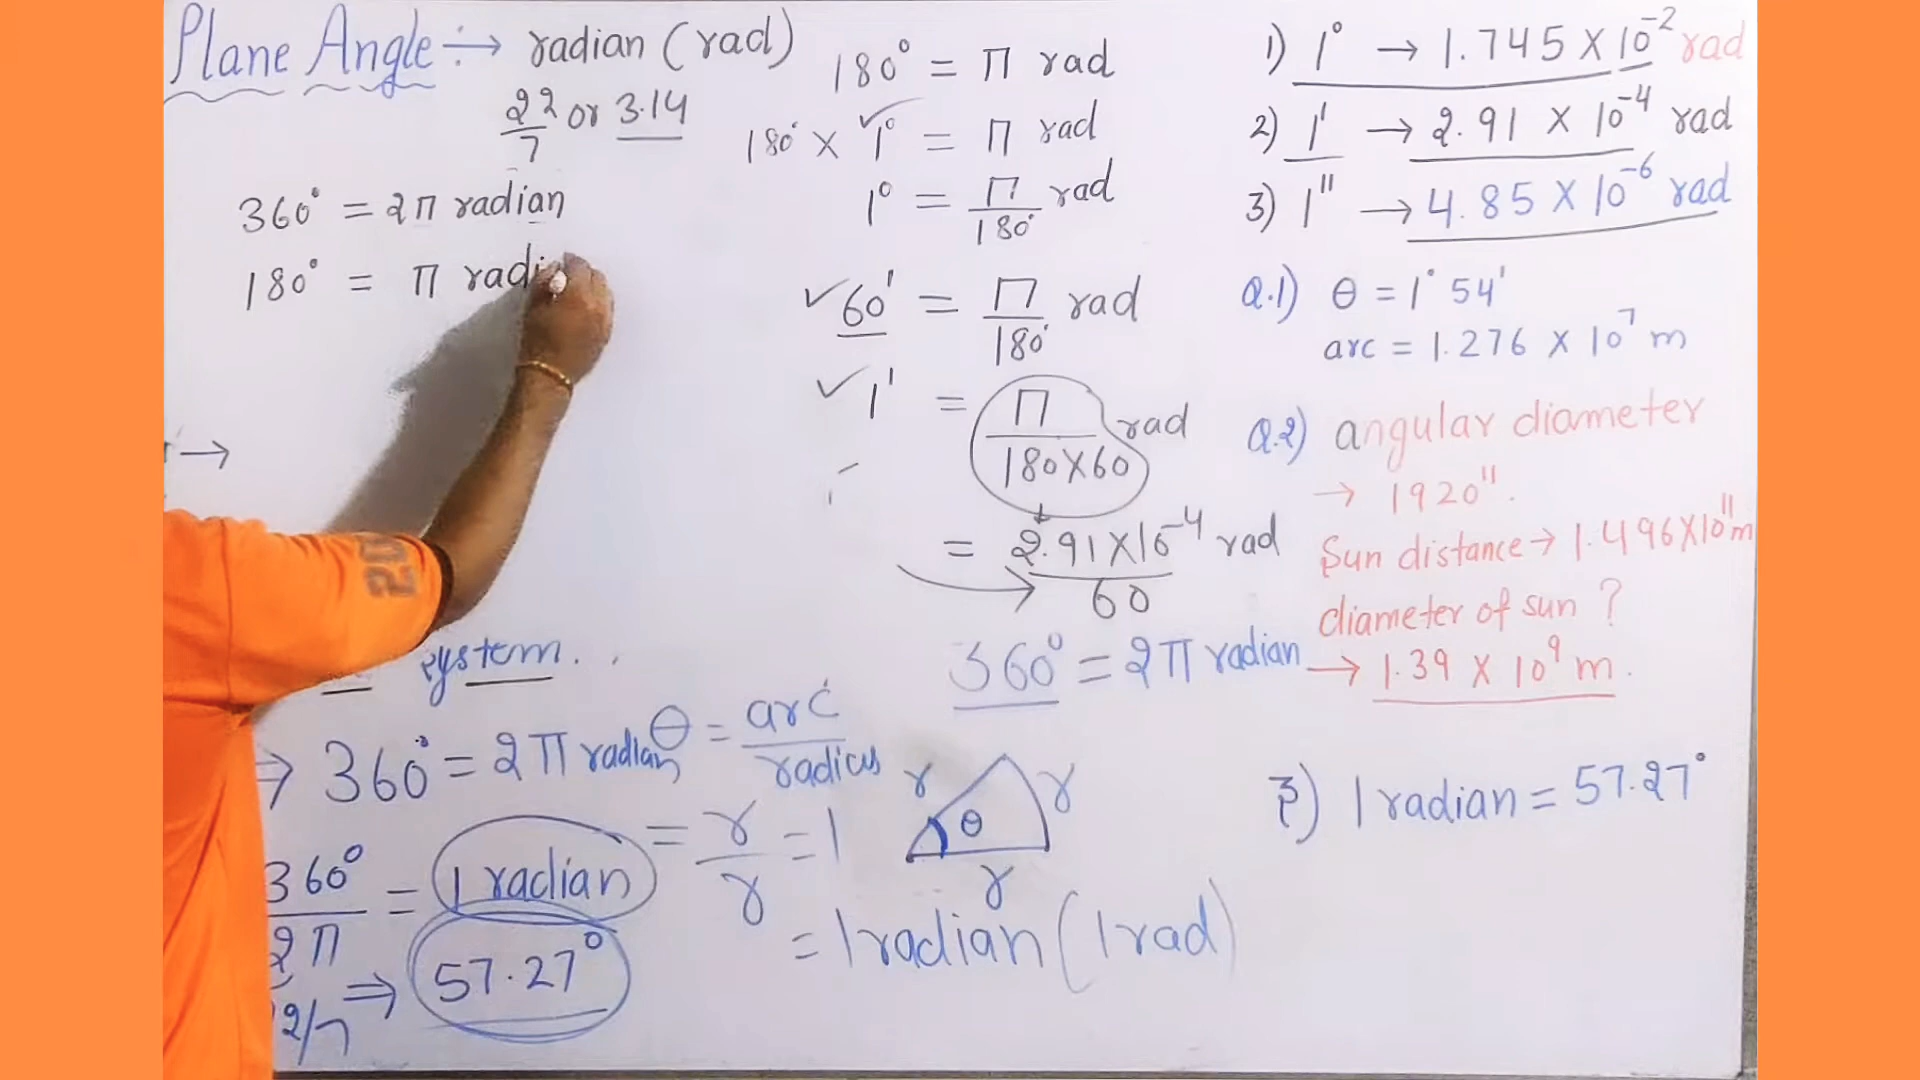 Plane Angle :→ radian (rad)
22/7 or 3.14
360° = 2π radian
180° = π radi
→
system.
⇒ 360° = 2π radian
360°/2π = 1 radian
22/7 ⇒ 57.27°
θ = arc/radius
= r/r = 1
r θ r
r
= 1 radian (1 rad)
180° = π rad
180° × 1° = π rad
1° = π/180° rad
60' = π/180° rad
1' = π/180×60 rad
= 2.91×10⁻⁴/60 rad
360° = 2π radian
1) 1° → 1.745 × 10⁻² rad
2) 1' → 2.91 × 10⁻⁴ rad
3) 1'' → 4.85 × 10⁻⁶ rad
Q.1) θ = 1° 54'
arc = 1.276 × 10⁷ m
Q.2) angular diameter
→ 1920''.
Sun distance → 1.496×10¹¹ m
diameter of sun ?
→ 1.39 × 10⁹ m.
1 radian = 57.27°
20